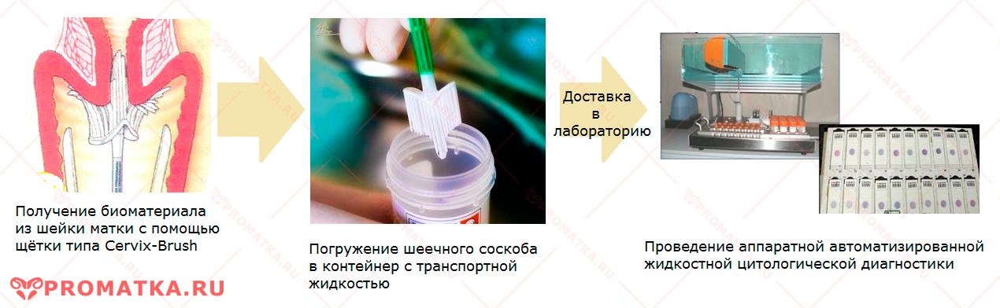 Доставка
в
лабораторию
Получение биоматериала
из шейки матки с помощью
щётки типа Cervix-Brush
Погружение шеечного соскоба
в контейнер с транспортной
жидкостью
Проведение аппаратной автоматизированной
жидкостной цитологической диагностики
PROMATKA.RU